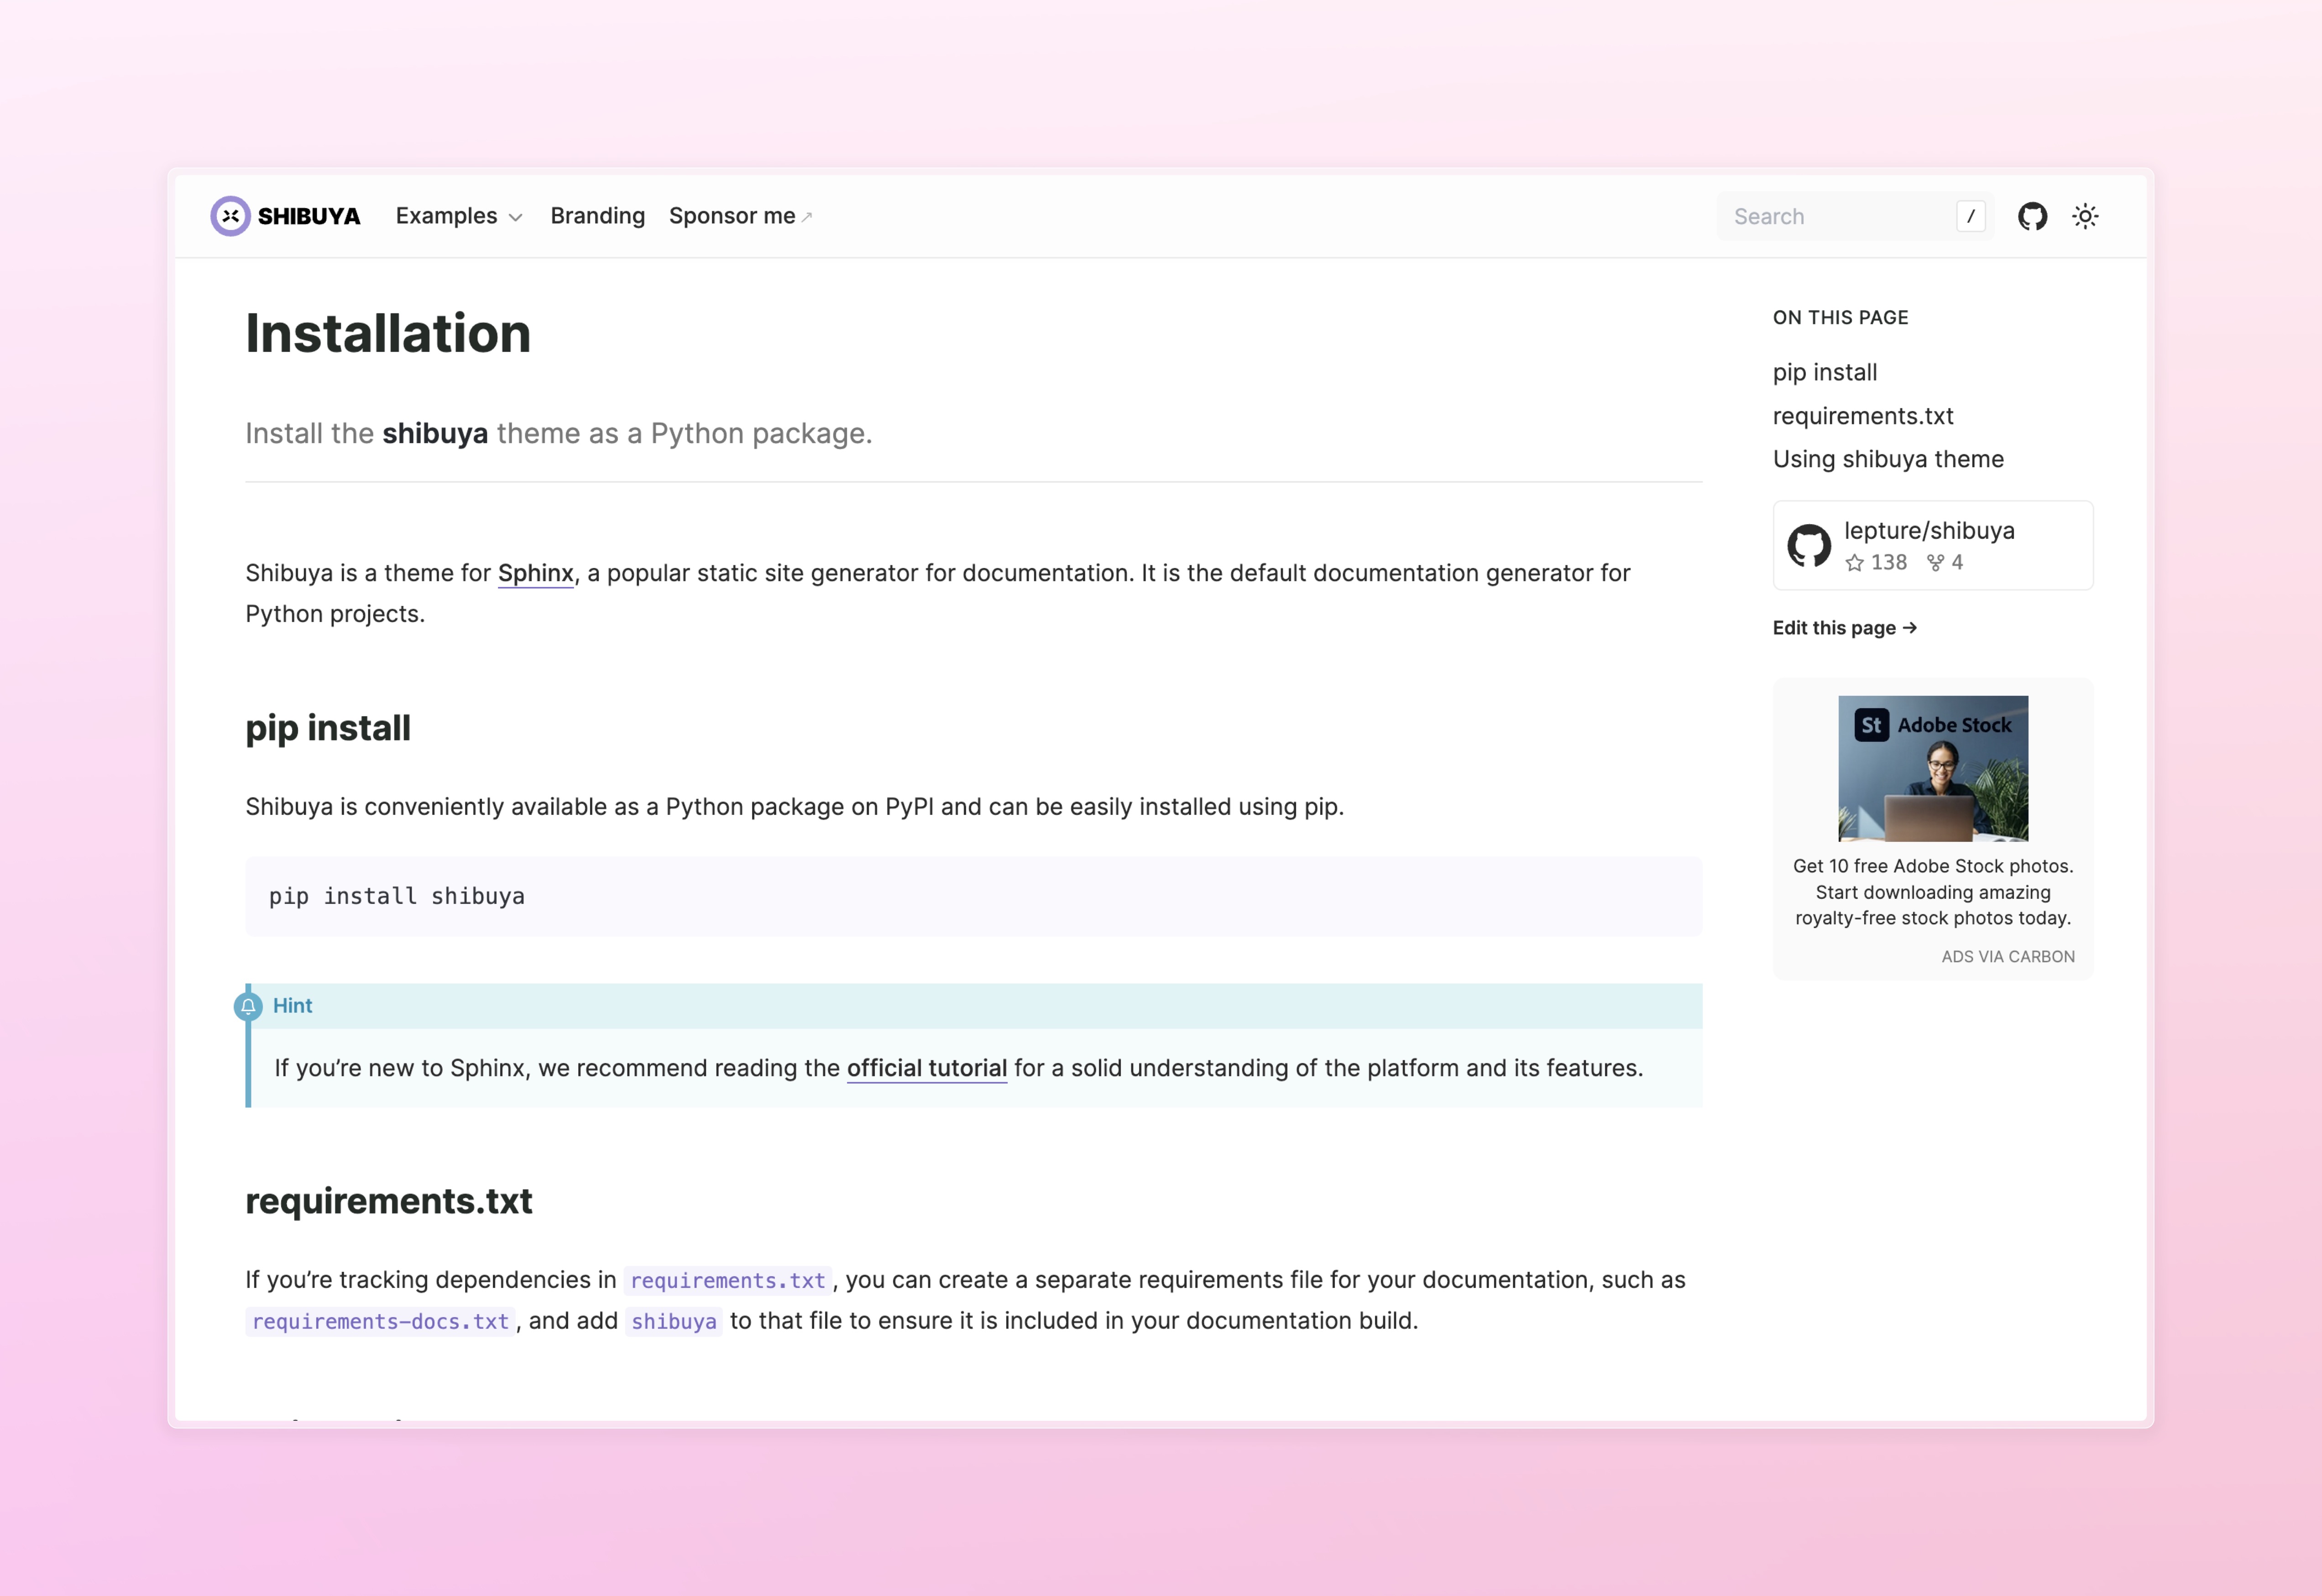 SHIBUYA Examples Branding Sponsor me Search /
Installation
Install the shibuya theme as a Python package.
Shibuya is a theme for Sphinx, a popular static site generator for documentation. It is the default documentation generator for
Python projects.
pip install
Shibuya is conveniently available as a Python package on PyPI and can be easily installed using pip.
pip install shibuya
Hint
If you’re new to Sphinx, we recommend reading the official tutorial for a solid understanding of the platform and its features.
requirements.txt
If you’re tracking dependencies in requirements.txt, you can create a separate requirements file for your documentation, such as
requirements-docs.txt, and add shibuya to that file to ensure it is included in your documentation build.
ON THIS PAGE
pip install
requirements.txt
Using shibuya theme
lepture/shibuya
138 4
Edit this page →
St Adobe Stock
Get 10 free Adobe Stock photos.
Start downloading amazing
royalty-free stock photos today.
ADS VIA CARBON